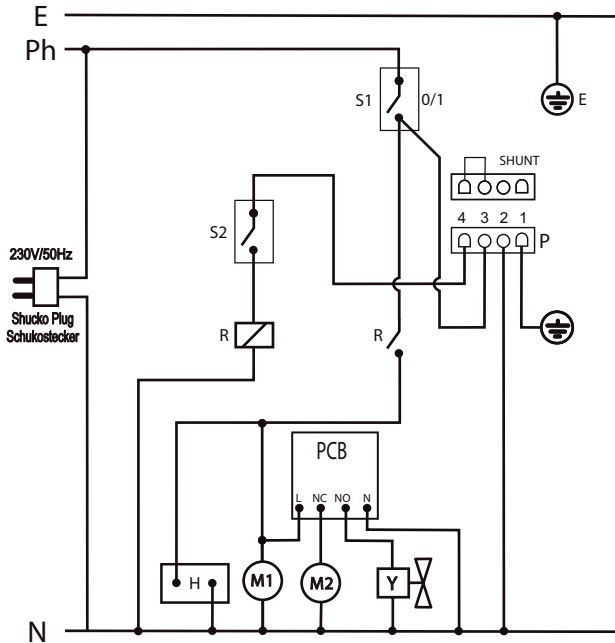 E
Ph
S1 0/1
E
SHUNT
4 3 2 1
P
S2
230V/50Hz
Shucko Plug
Schukostecker
R
R
PCB
L NC NO N
H
M1
M2
Y
N